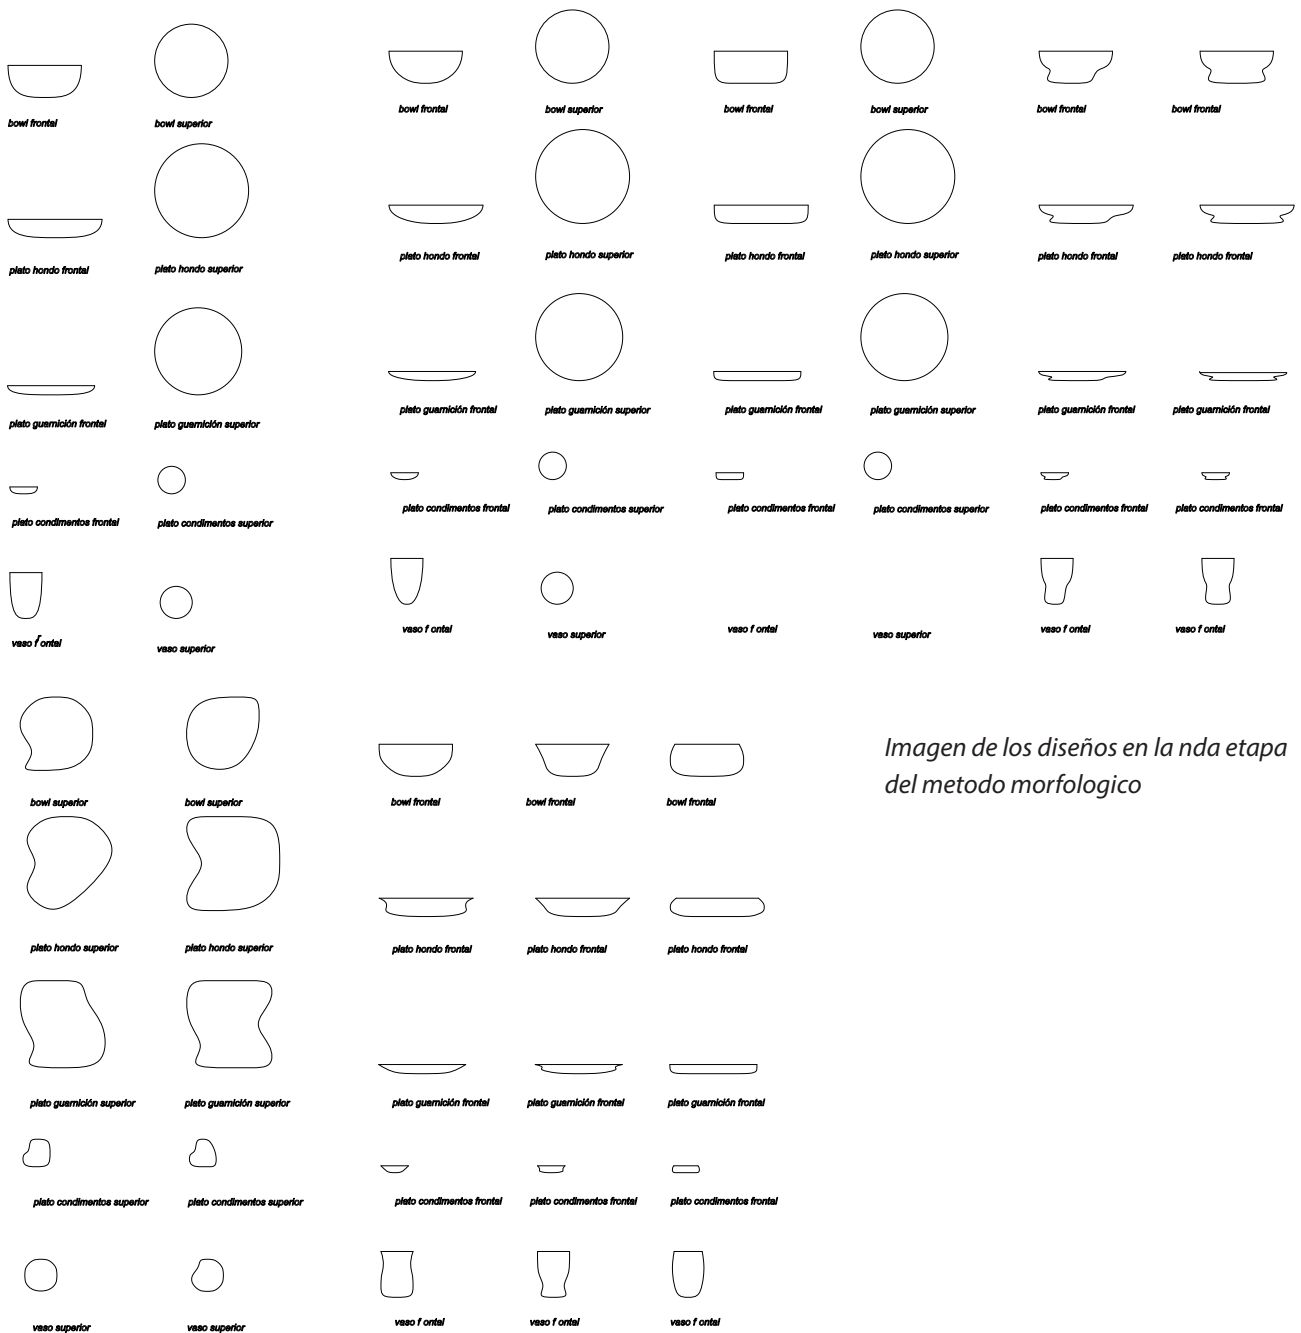 bowl frontal
bowl superior
bowl frontal
bowl superior
bowl frontal
bowl superior
bowl frontal
bowl frontal
plato hondo frontal
plato hondo superior
plato hondo frontal
plato hondo superior
plato hondo frontal
plato hondo superior
plato hondo frontal
plato hondo frontal
plato guarnición frontal
plato guarnición superior
plato guarnición frontal
plato guarnición superior
plato guarnición frontal
plato guarnición superior
plato guarnición frontal
plato guarnición frontal
plato condimentos frontal
plato condimentos superior
plato condimentos frontal
plato condimentos superior
plato condimentos frontal
plato condimentos superior
plato condimentos frontal
plato condimentos frontal
vaso frontal
vaso superior
vaso f ontal
vaso superior
vaso f ontal
vaso superior
vaso f ontal
vaso f ontal
Imagen de los diseños en la nda etapa
del metodo morfologico
bowl superior
bowl superior
bowl frontal
bowl frontal
bowl frontal
plato hondo superior
plato hondo superior
plato hondo frontal
plato hondo frontal
plato hondo frontal
plato guarnición superior
plato guarnición superior
plato guarnición frontal
plato guarnición frontal
plato guarnición frontal
plato condimentos superior
plato condimentos superior
plato condimentos frontal
plato condimentos frontal
plato condimentos frontal
vaso superior
vaso superior
vaso f ontal
vaso f ontal
vaso f ontal